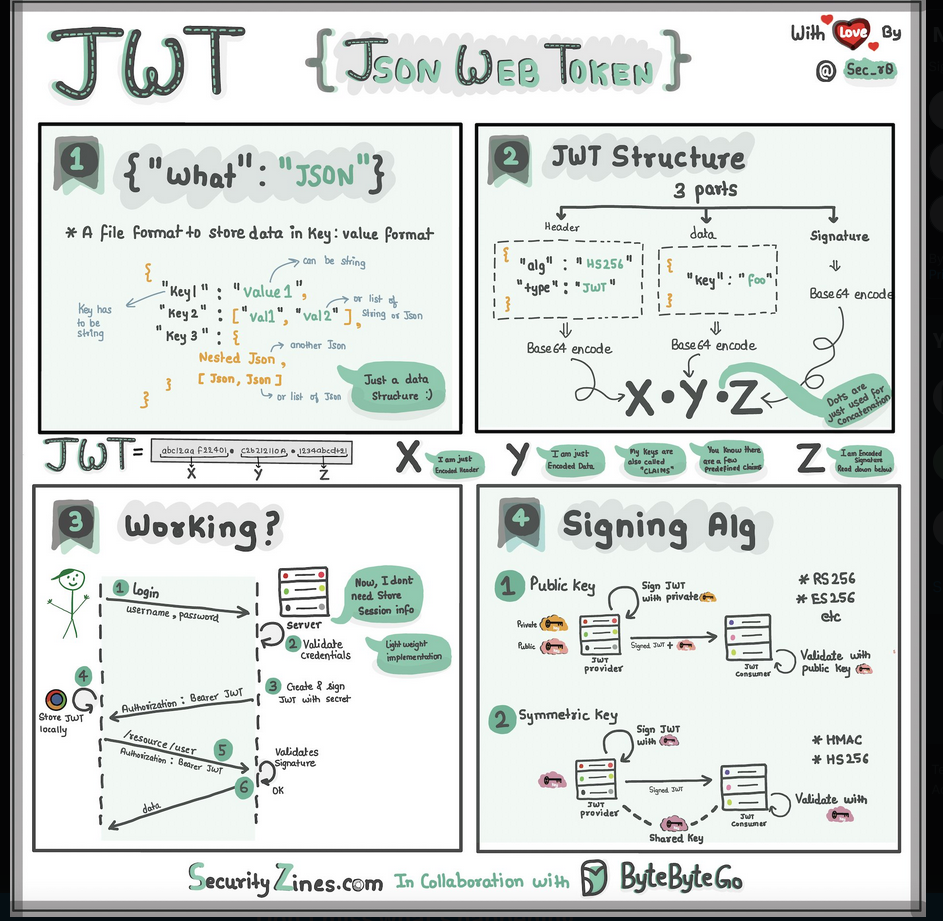 JWT
{ JSON WEB TOKEN }
With Love By
@ Sec_r0
1
{ "What" : "JSON" }
* A file format to store data in Key: value format
{
can be string
"Key1" : "value1",
Key has
to be
string
"Key2" : ["val1", "val2"],
or list of
String or Json
"Key3" : {
another Json
Nested Json,
[ Json, Json ]
or list of Json
}
}
Just a data
Structure :)
2
JWT Structure
3 parts
Header
data
Signature
{
"alg" : "HS256"
"type" : "JWT"
}
{
"key" : "foo"
}
Base64 encode
Base64 encode
Base64 encode
X.Y.Z
Dots are
just used for
Concatenation
JWT =
X
Y
Z
X
I am just
Encoded Header
Y
I am just
Encoded Data
My Keys are
also called
"CLAIMS"
You Know there
are a few
Predefined claims
Z
I am Encoded
Signature
Read down below
3
Working?
1 Login
username, password
SERVER
Now, I dont
need Store
Session info
2 Validate
Credentials
Light weight
implementation
3 Create & sign
JWT with secret
4
Store JWT
locally
Authorization : Bearer JWT
/resource/user
5
Authorization : Bearer JWT
Validates
Signature
OK
6
data
4
Signing Alg
1 Public Key
Sign JWT
with private
* RS256
* ES256
etc
Private
Public
Signed JWT +
JWT
provider
JWT
Consumer
Validate with
public Key
2 Symmetric Key
Sign JWT
with
* HMAC
* HS256
Signed JWT
JWT
provider
JWT
Consumer
Validate with
Shared Key
SecurityZines.com In Collaboration with ByteByteGo